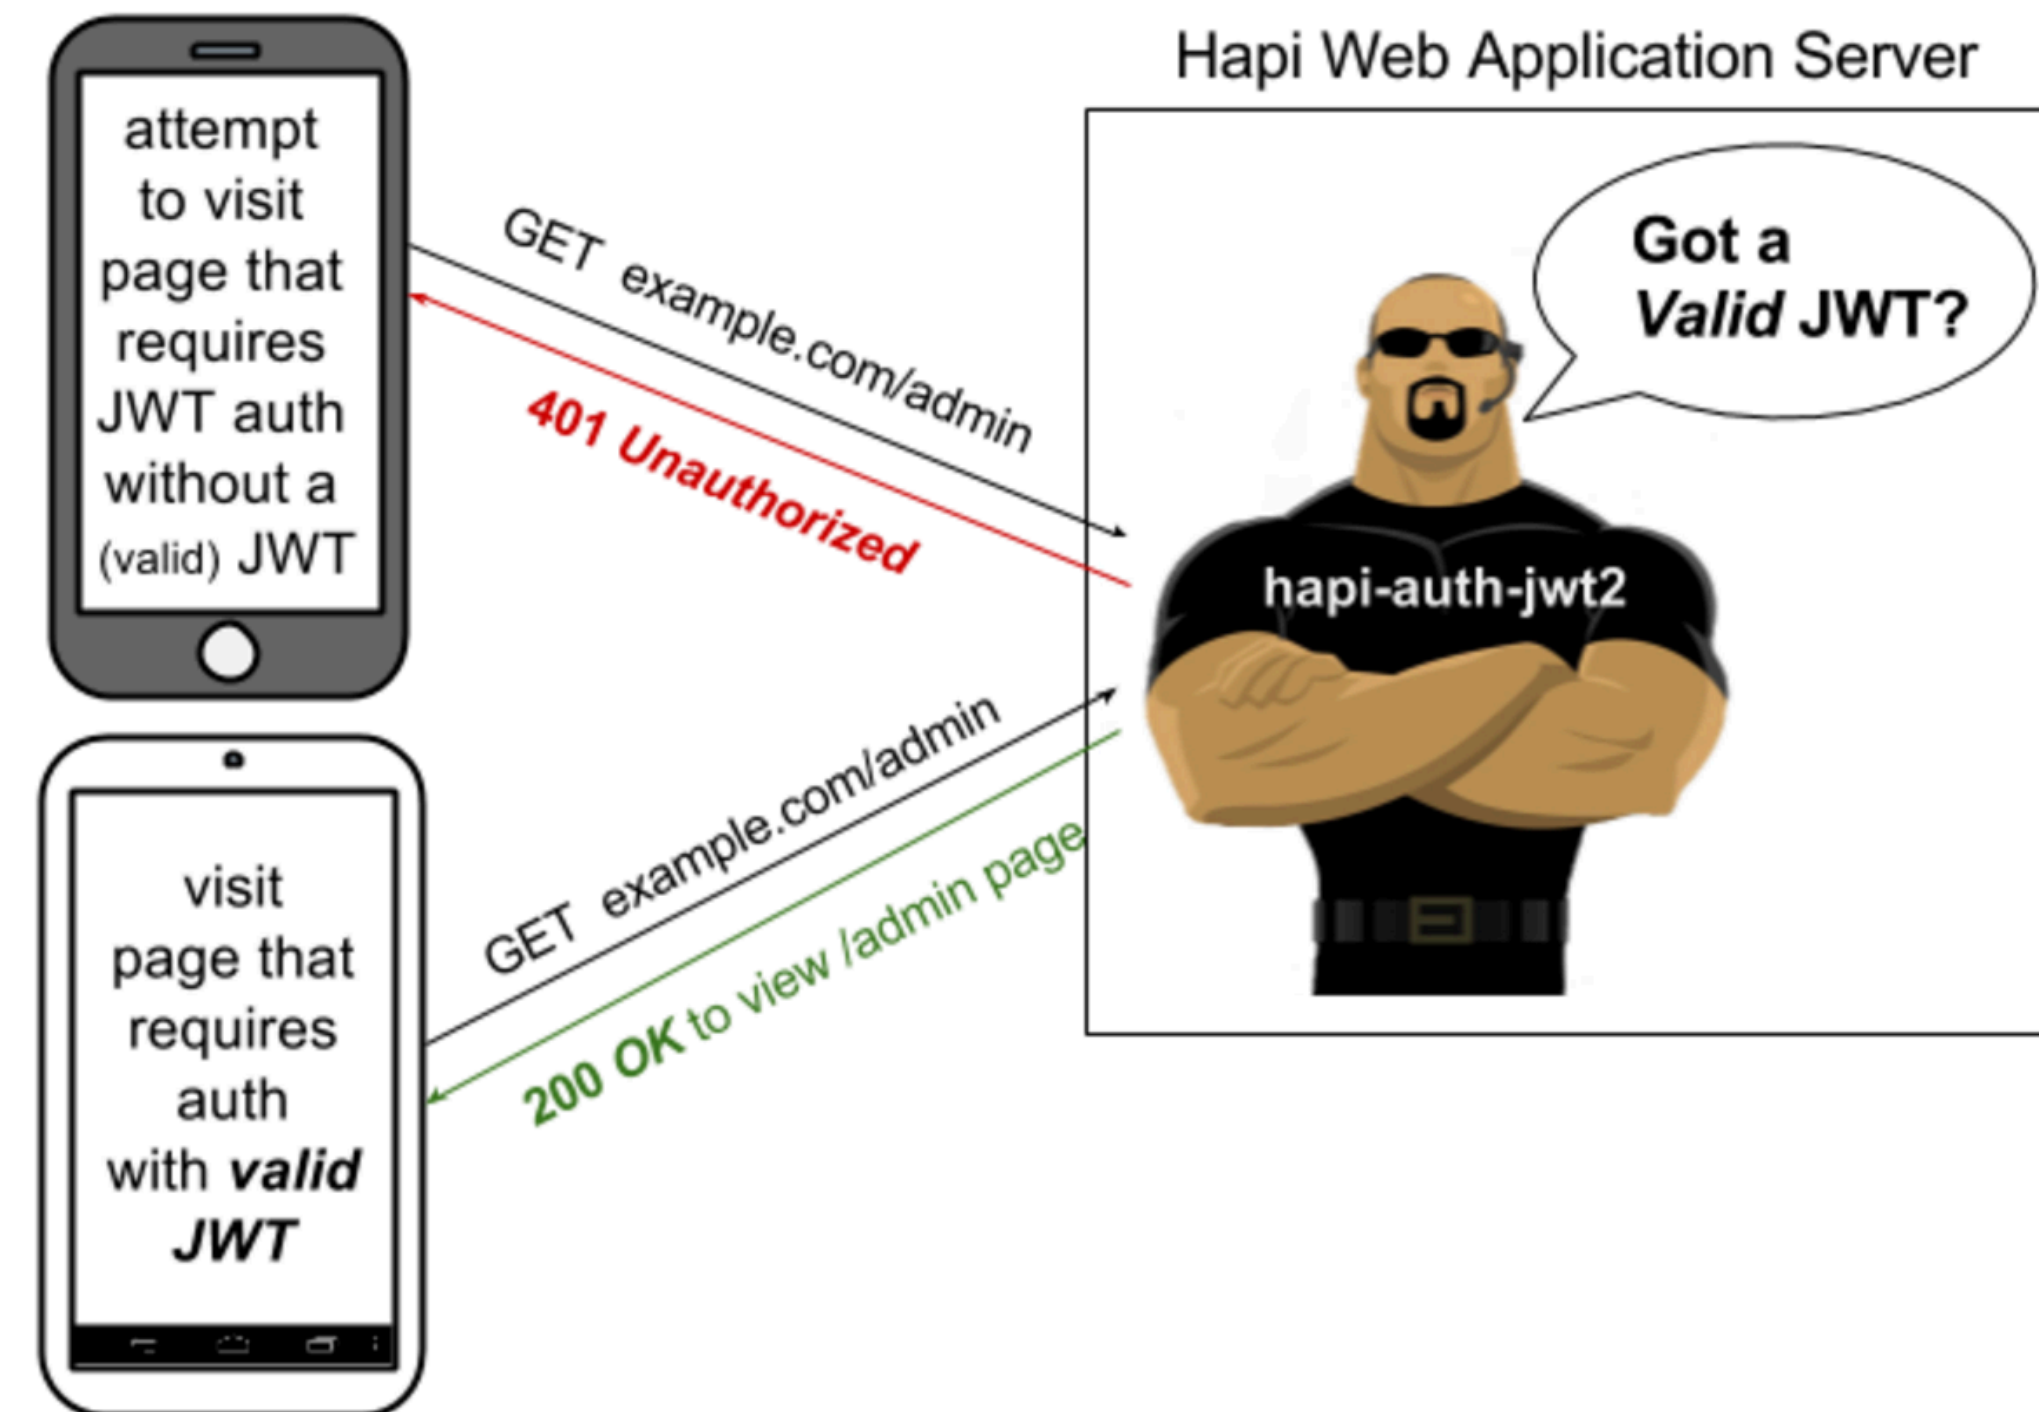 Hapi Web Application Server
attempt
to visit
page that
requires
JWT auth
without a
(valid) JWT
GET example.com/admin
401 Unauthorized
Got a
Valid JWT?
hapi-auth-jwt2
GET example.com/admin
200 OK to view /admin page
visit
page that
requires
auth
with valid
JWT